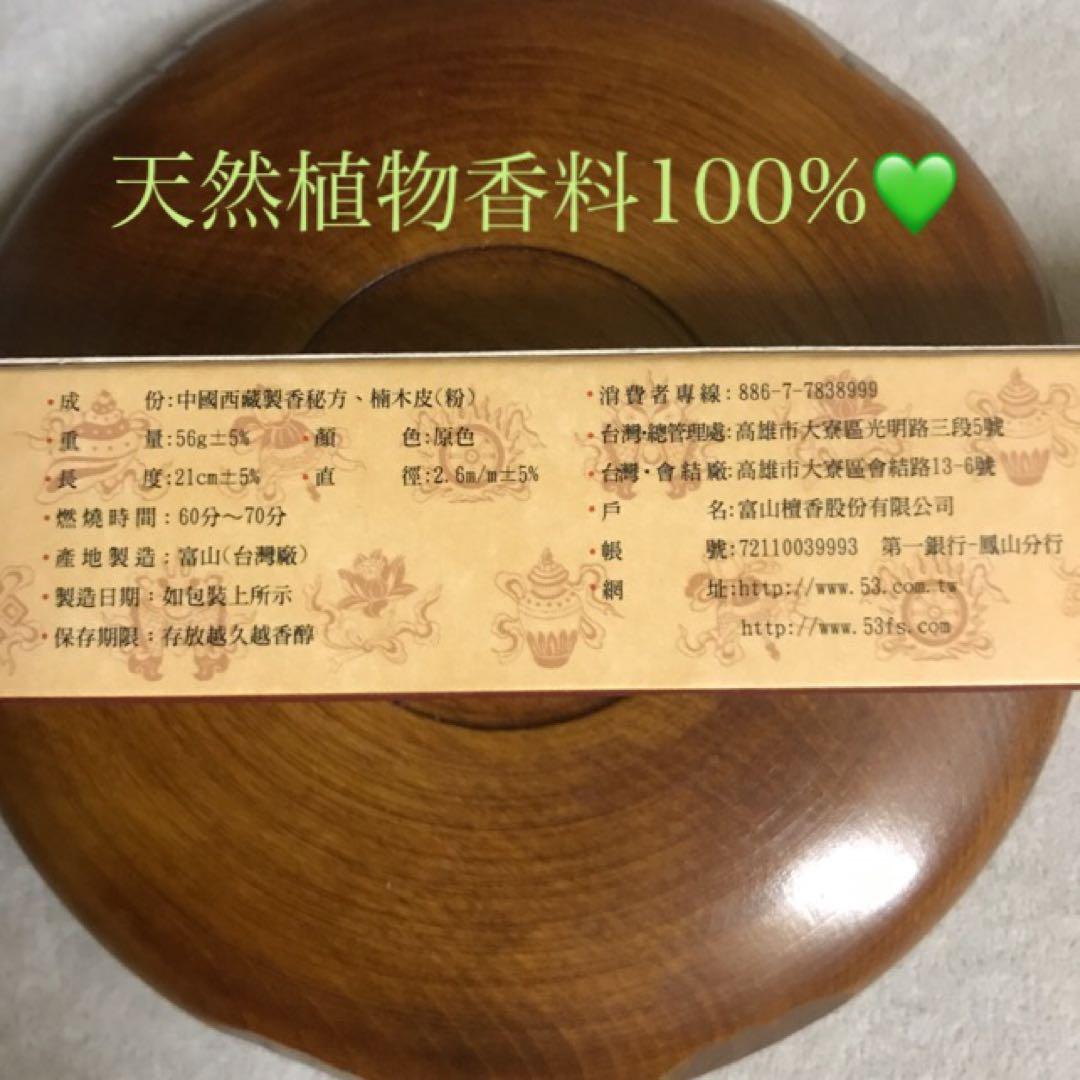 天然植物香料100%💚
•成　　份:中國西藏製香秘方、楠木皮(粉)
•重　　量:56g±5%　•顏　　色:原色
•長　　度:21cm±5%　•直　　徑:2.6m/m±5%
•燃燒時間：60分～70分
•產地製造：富山(台灣廠)
•製造日期：如包裝上所示
•保存期限：存放越久越香醇
•消費者專線:886-7-7838999
•台灣•總管理處:高雄市大寮區光明路三段5號
•台灣•會結廠:高雄市大寮區會結路13-6號
•戶　　名:富山檀香股份有限公司
•帳　　號:72110039993　第一銀行-鳳山分行
•網　　址:http://www.53.com.tw
http://www.53fs.com